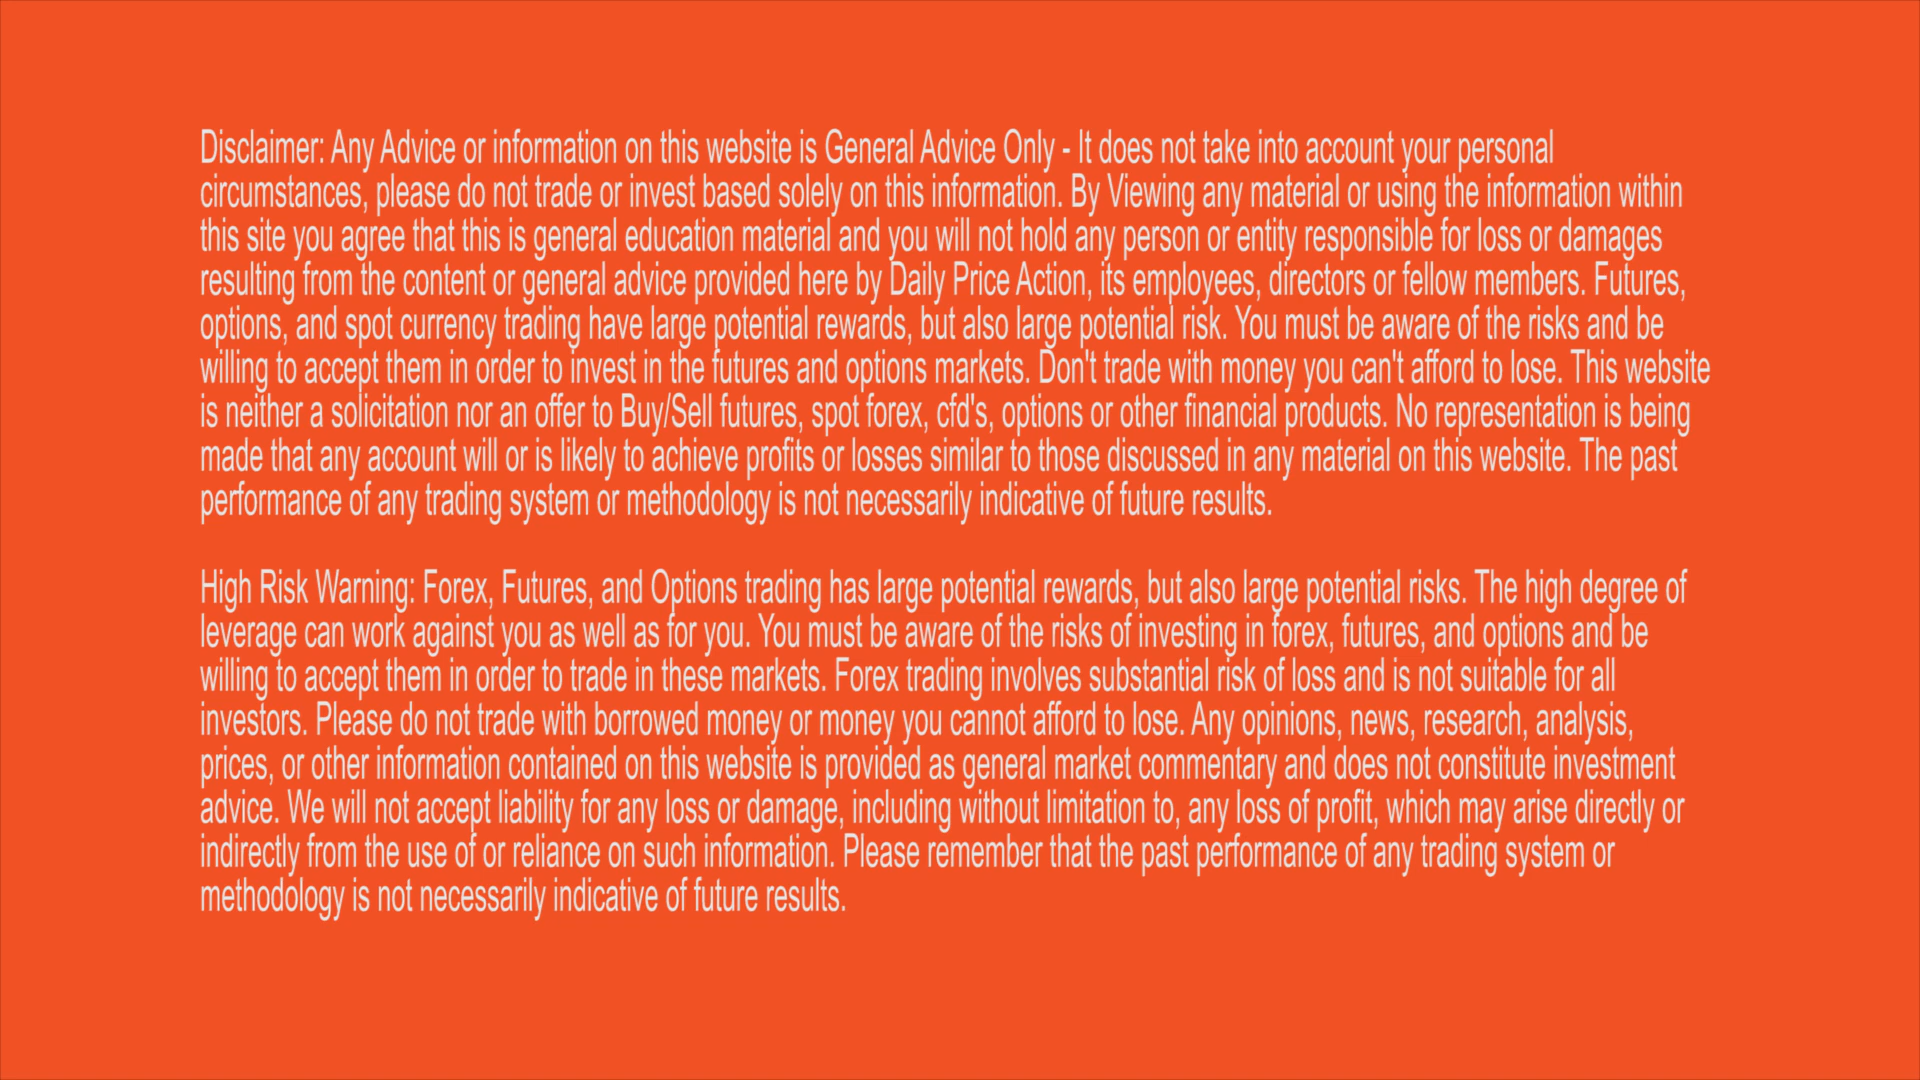 Disclaimer: Any Advice or information on this website is General Advice Only - It does not take into account your personal
circumstances, please do not trade or invest based solely on this information. By Viewing any material or using the information within
this site you agree that this is general education material and you will not hold any person or entity responsible for loss or damages
resulting from the content or general advice provided here by Daily Price Action, its employees, directors or fellow members. Futures,
options, and spot currency trading have large potential rewards, but also large potential risk. You must be aware of the risks and be
willing to accept them in order to invest in the futures and options markets. Don't trade with money you can't afford to lose. This website
is neither a solicitation nor an offer to Buy/Sell futures, spot forex, cfd's, options or other financial products. No representation is being
made that any account will or is likely to achieve profits or losses similar to those discussed in any material on this website. The past
performance of any trading system or methodology is not necessarily indicative of future results.
High Risk Warning: Forex, Futures, and Options trading has large potential rewards, but also large potential risks. The high degree of
leverage can work against you as well as for you. You must be aware of the risks of investing in forex, futures, and options and be
willing to accept them in order to trade in these markets. Forex trading involves substantial risk of loss and is not suitable for all
investors. Please do not trade with borrowed money or money you cannot afford to lose. Any opinions, news, research, analysis,
prices, or other information contained on this website is provided as general market commentary and does not constitute investment
advice. We will not accept liability for any loss or damage, including without limitation to, any loss of profit, which may arise directly or
indirectly from the use of or reliance on such information. Please remember that the past performance of any trading system or
methodology is not necessarily indicative of future results.